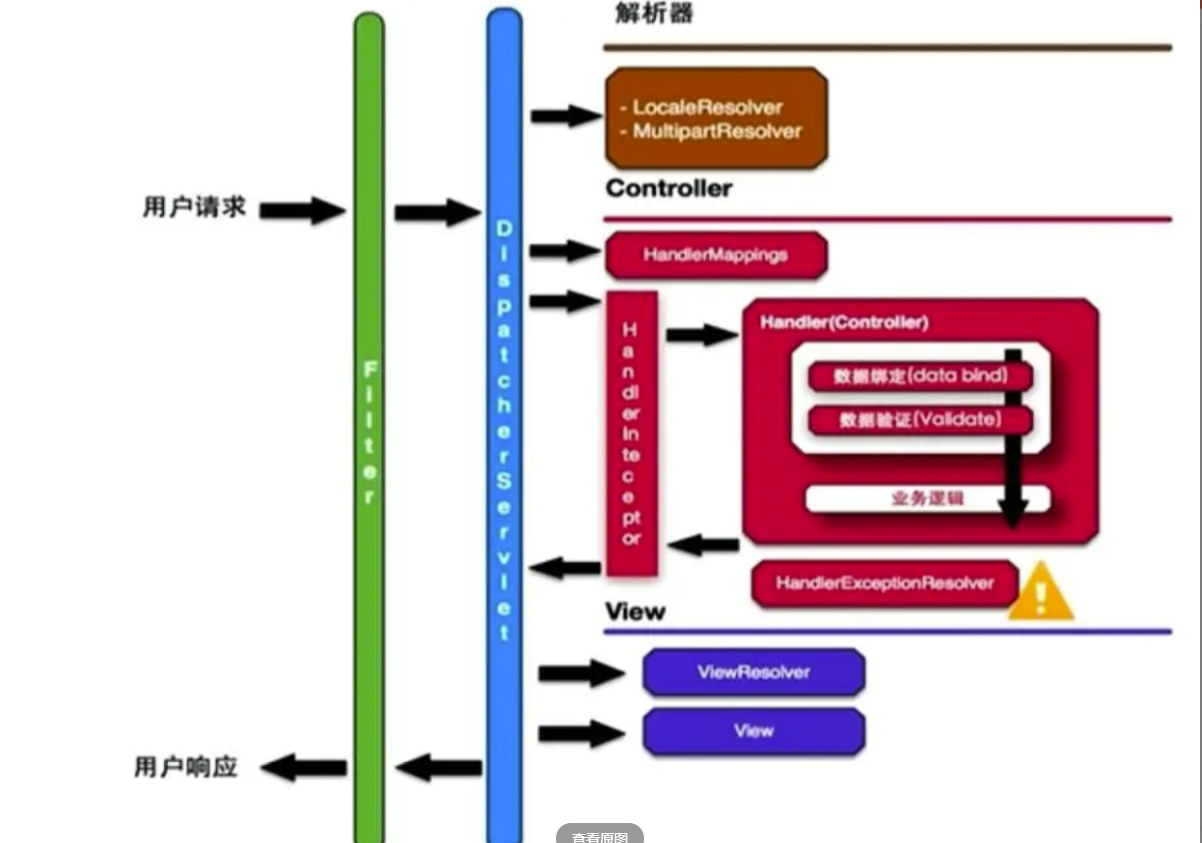 解析器
- LocaleResolver
- MultipartResolver
Controller
用户请求
HandlerMappings
DispatcherServlet
Filter
HandlerInteceptor
Handler(Controller)
数据绑定(data bind)
数据验证(Validate)
业务逻辑
HandlerExceptionResolver
!
View
ViewResolver
View
用户响应
查看原图